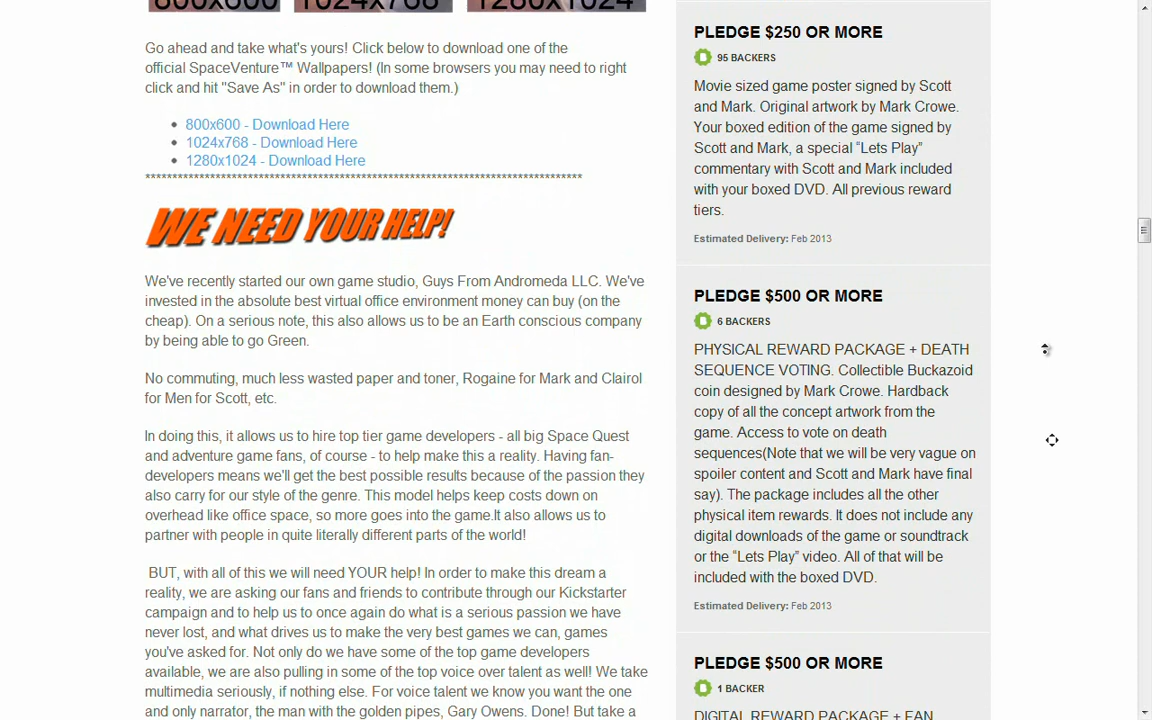 800x600 1024x768 1280x1024
Go ahead and take what's yours! Click below to download one of the
official SpaceVenture™ Wallpapers! (In some browsers you may need to right
click and hit "Save As" in order to download them.)
800x600 - Download Here
1024x768 - Download Here
1280x1024 - Download Here
*********************************************************************************
WE NEED YOUR HELP!
We've recently started our own game studio, Guys From Andromeda LLC. We've
invested in the absolute best virtual office environment money can buy (on the
cheap). On a serious note, this also allows us to be an Earth conscious company
by being able to go Green.
No commuting, much less wasted paper and toner, Rogaine for Mark and Clairol
for Men for Scott, etc.
In doing this, it allows us to hire top tier game developers - all big Space Quest
and adventure game fans, of course - to help make this a reality. Having fan-
developers means we'll get the best possible results because of the passion they
also carry for our style of the genre. This model helps keep costs down on
overhead like office space, so more goes into the game.It also allows us to
partner with people in quite literally different parts of the world!
BUT, with all of this we will need YOUR help! In order to make this dream a
reality, we are asking our fans and friends to contribute through our Kickstarter
campaign and to help us to once again do what is a serious passion we have
never lost, and what drives us to make the very best games we can, games
you've asked for. Not only do we have some of the top game developers
available, we are also pulling in some of the top voice over talent as well! We take
multimedia seriously, if nothing else. For voice talent we know you want the one
and only narrator, the man with the golden pipes, Gary Owens. Done! But take a
PLEDGE $250 OR MORE
95 BACKERS
Movie sized game poster signed by Scott
and Mark. Original artwork by Mark Crowe.
Your boxed edition of the game signed by
Scott and Mark, a special “Lets Play”
commentary with Scott and Mark included
with your boxed DVD. All previous reward
tiers.
Estimated Delivery: Feb 2013
PLEDGE $500 OR MORE
6 BACKERS
PHYSICAL REWARD PACKAGE + DEATH
SEQUENCE VOTING. Collectible Buckazoid
coin designed by Mark Crowe. Hardback
copy of all the concept artwork from the
game. Access to vote on death
sequences(Note that we will be very vague on
spoiler content and Scott and Mark have final
say). The package includes all the other
physical item rewards. It does not include any
digital downloads of the game or soundtrack
or the “Lets Play” video. All of that will be
included with the boxed DVD.
Estimated Delivery: Feb 2013
PLEDGE $500 OR MORE
1 BACKER
DIGITAL REWARD PACKAGE + FAN